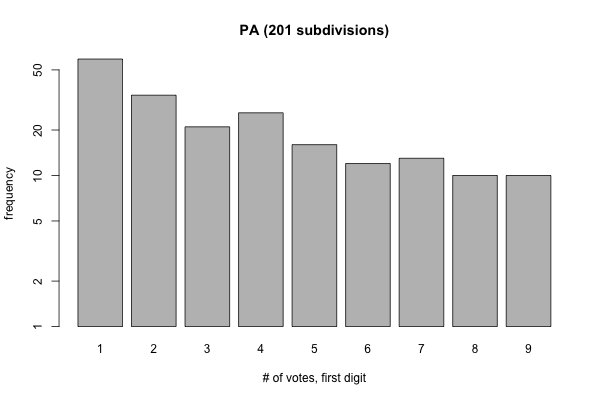 PA (201 subdivisions)
50
20
10
5
2
1
frequency
1 2 3 4 5 6 7 8 9
# of votes, first digit